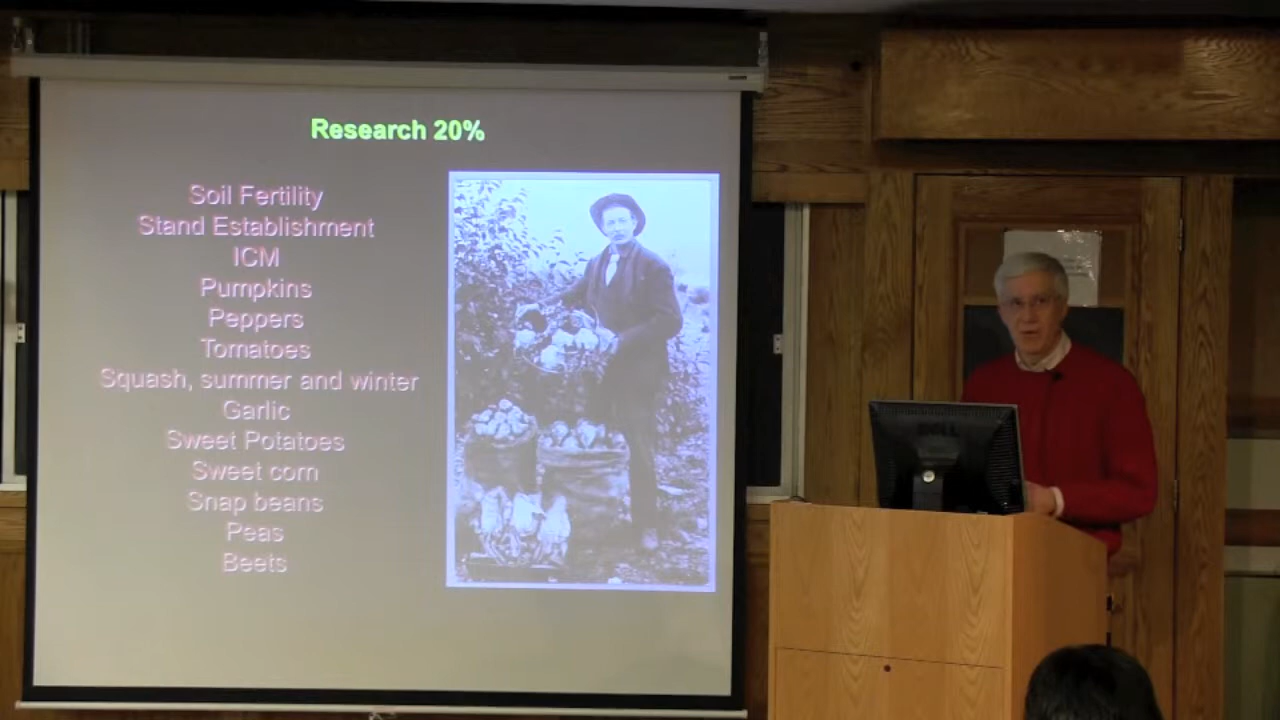 Research 20%
Soil Fertility
Stand Establishment
ICM
Pumpkins
Peppers
Tomatoes
Squash, summer and winter
Garlic
Sweet Potatoes
Sweet corn
Snap beans
Peas
Beets
DELL